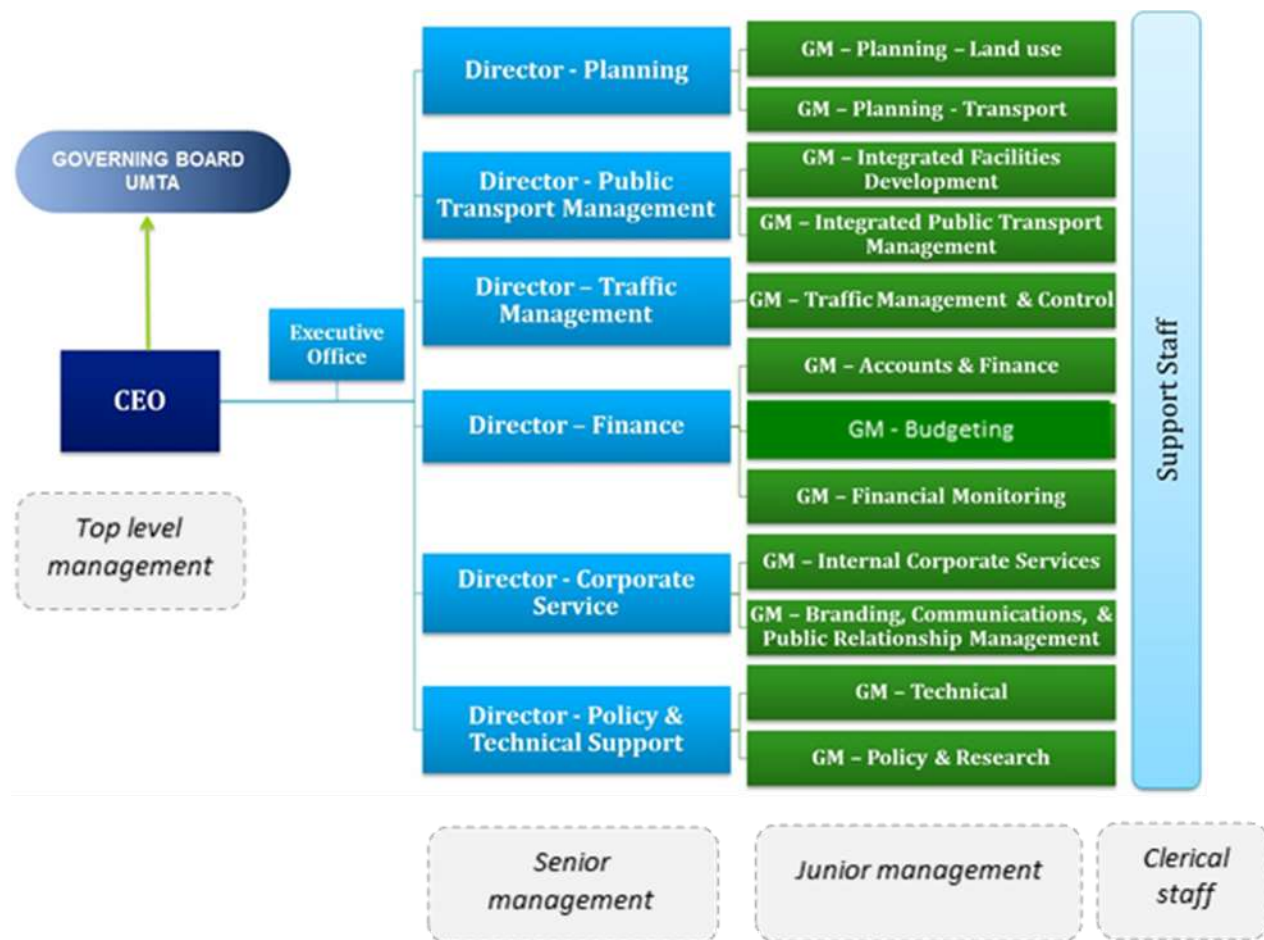 GOVERNING BOARD
UMTA
CEO
Top level
management
Executive
Office
Director - Planning
GM – Planning – Land use
GM – Planning - Transport
Director - Public
Transport Management
GM – Integrated Facilities
Development
GM – Integrated Public Transport
Management
Director – Traffic
Management
GM – Traffic Management & Control
Director – Finance
GM – Accounts & Finance
GM - Budgeting
GM – Financial Monitoring
Director - Corporate
Service
GM – Internal Corporate Services
GM – Branding, Communications, &
Public Relationship Management
Director - Policy &
Technical Support
GM – Technical
GM – Policy & Research
Support Staff
Senior
management
Junior management
Clerical
staff